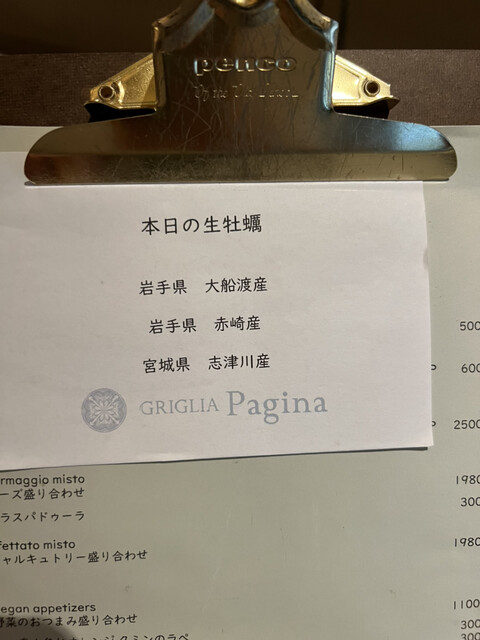 penco
本日の生牡蠣
岩手県 大船渡産
岩手県 赤崎産
宮城県 志津川産
GRIGLIA Pagina
500
600
2500
rmaggio misto 1980
ーズ盛り合わせ 300
ラスパドゥーラ
fettato misto 1980
ャルキュトリー盛り合わせ
egan appetizers 1100
野菜のおつまみ盛り合わせ 300
300